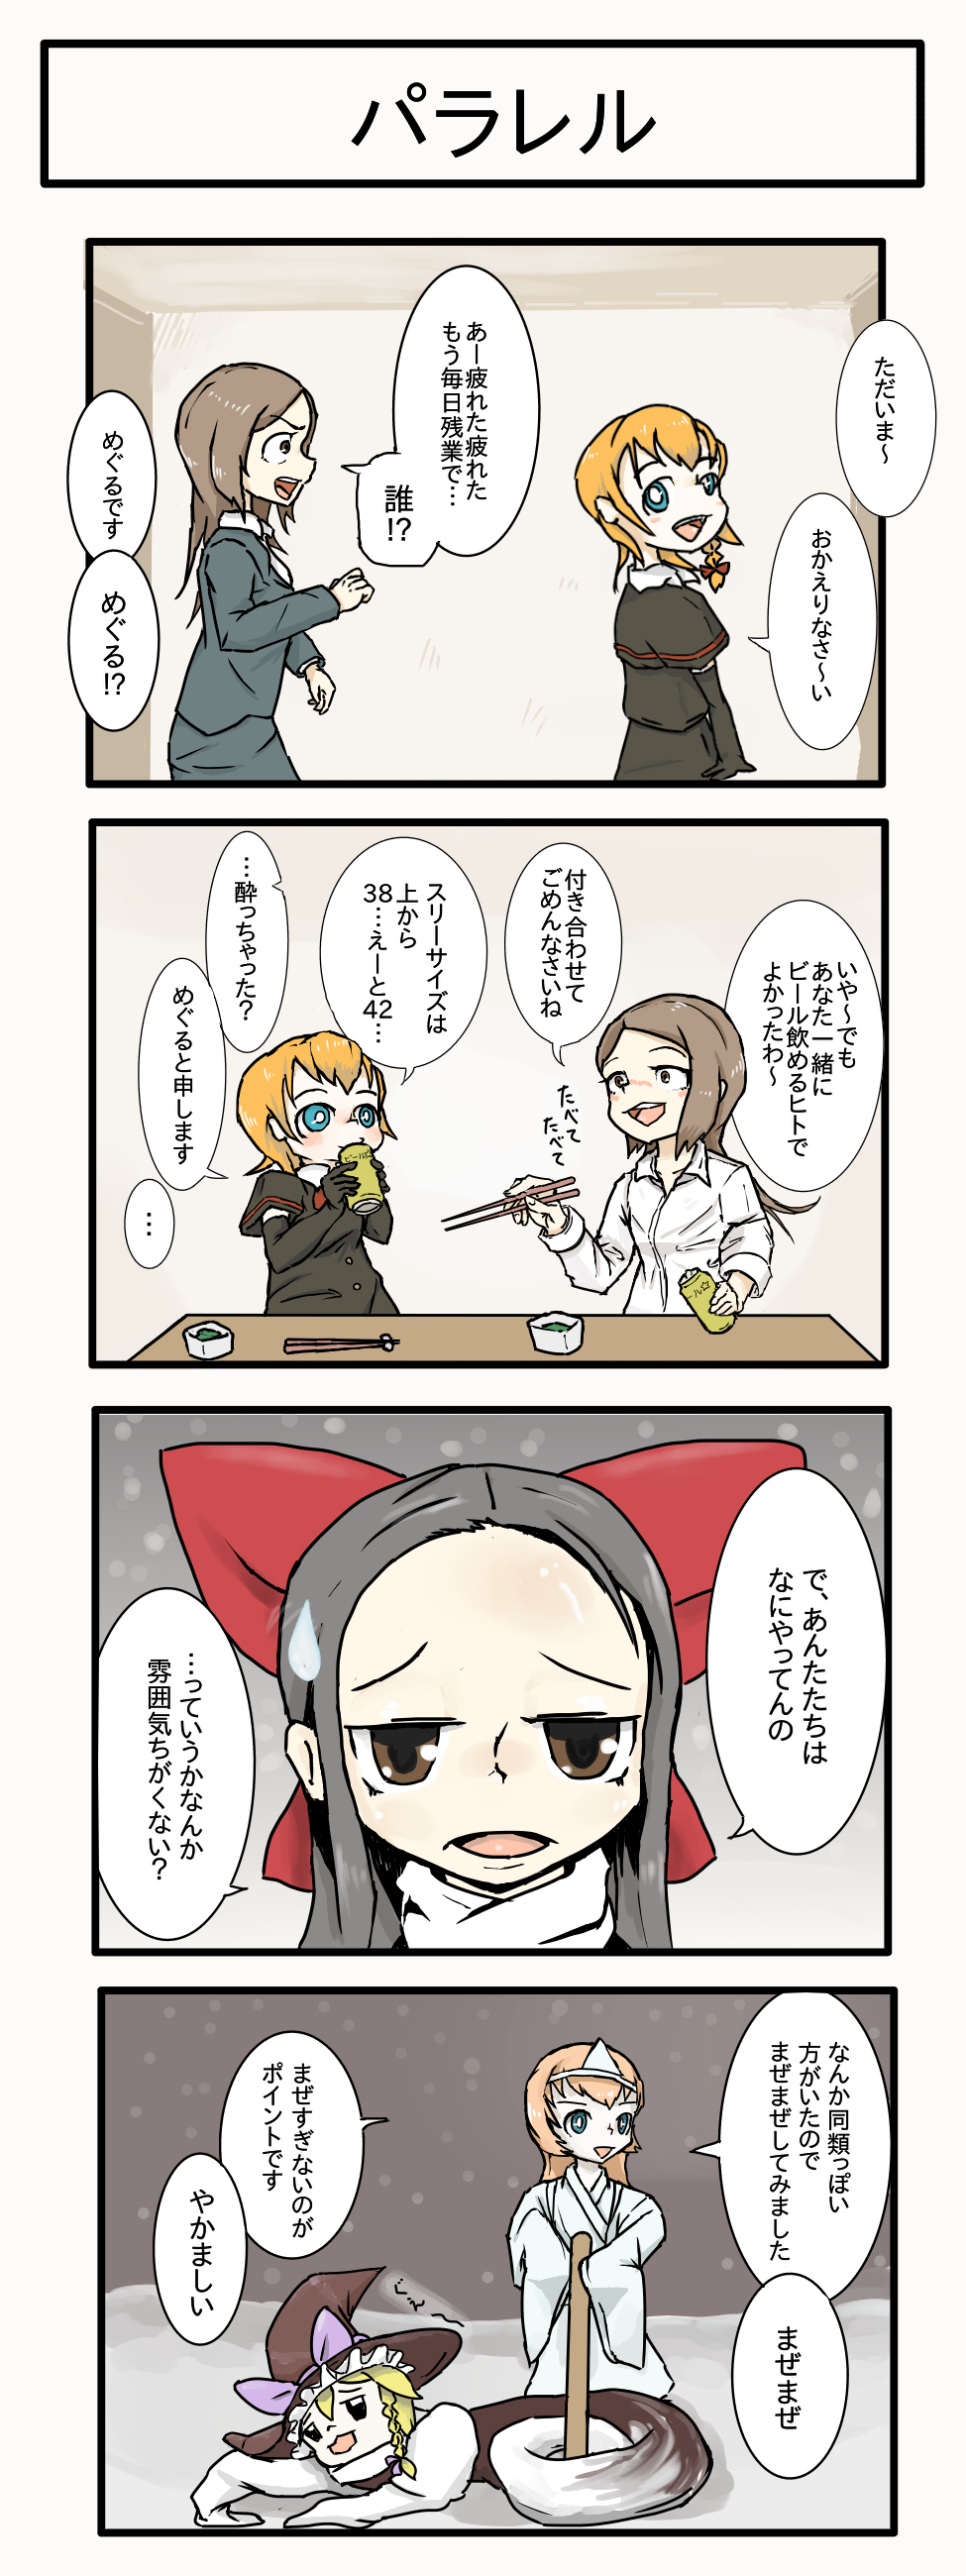 パラレル
ただいま〜
おかえりなさ〜い
あー疲れた疲れた
もう毎日残業で…
誰!?
めぐるです
めぐる!?
いや〜でも
あなた一緒に
ビール飲めるヒトで
よかったわ〜
付き合わせて
ごめんなさいね
たべて
たべて
スリーサイズは
上から
38…えーと42…
…酔っちゃった?
めぐると申します
…
で、あんたたちは
なにやってんの
…っていうかなんか
雰囲気ちがくない?
なんか同類っぽい
方がいたので
まぜまぜしてみました
まぜまぜ
まぜすぎないのが
ポイントです
やかましい